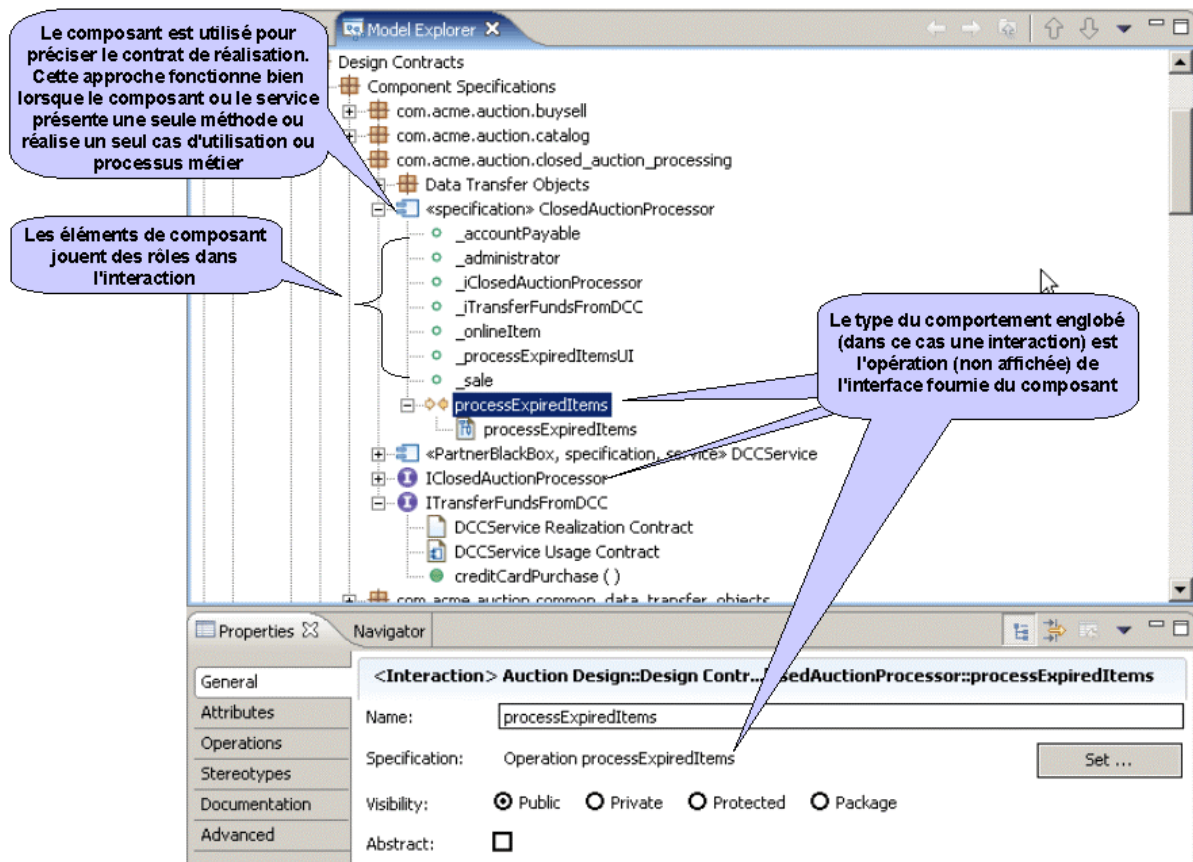 Le composant est utilisé pour
préciser le contrat de réalisation.
Cette approche fonctionne bien
lorsque le composant ou le service
présente une seule méthode ou
réalise un seul cas d'utilisation ou
processus métier
Model Explorer
Design Contracts
Component Specifications
com.acme.auction.buysell
com.acme.auction.catalog
com.acme.auction.closed_auction_processing
Data Transfer Objects
«specification» ClosedAuctionProcessor
Les éléments de composant
jouent des rôles dans
l'interaction
_accountPayable
_administrator
_iClosedAuctionProcessor
_iTransferFundsFromDCC
_onlineItem
_processExpiredItemsUI
_sale
Le type du comportement englobé
(dans ce cas une interaction) est
l'opération (non affichée) de
l'interface fournie du composant
processExpiredItems
processExpiredItems
«PartnerBlackBox, specification, service» DCCService
IClosedAuctionProcessor
ITransferFundsFromDCC
DCCService Realization Contract
DCCService Usage Contract
creditCardPurchase ( )
com.acme.auction.common_data_transfer_objects
Properties
Navigator
General
Attributes
Operations
Stereotypes
Documentation
Advanced
<Interaction> Auction Design::Design Contr...losedAuctionProcessor::processExpiredItems
Name: processExpiredItems
Specification: Operation processExpiredItems Set ...
Visibility: Public Private Protected Package
Abstract: